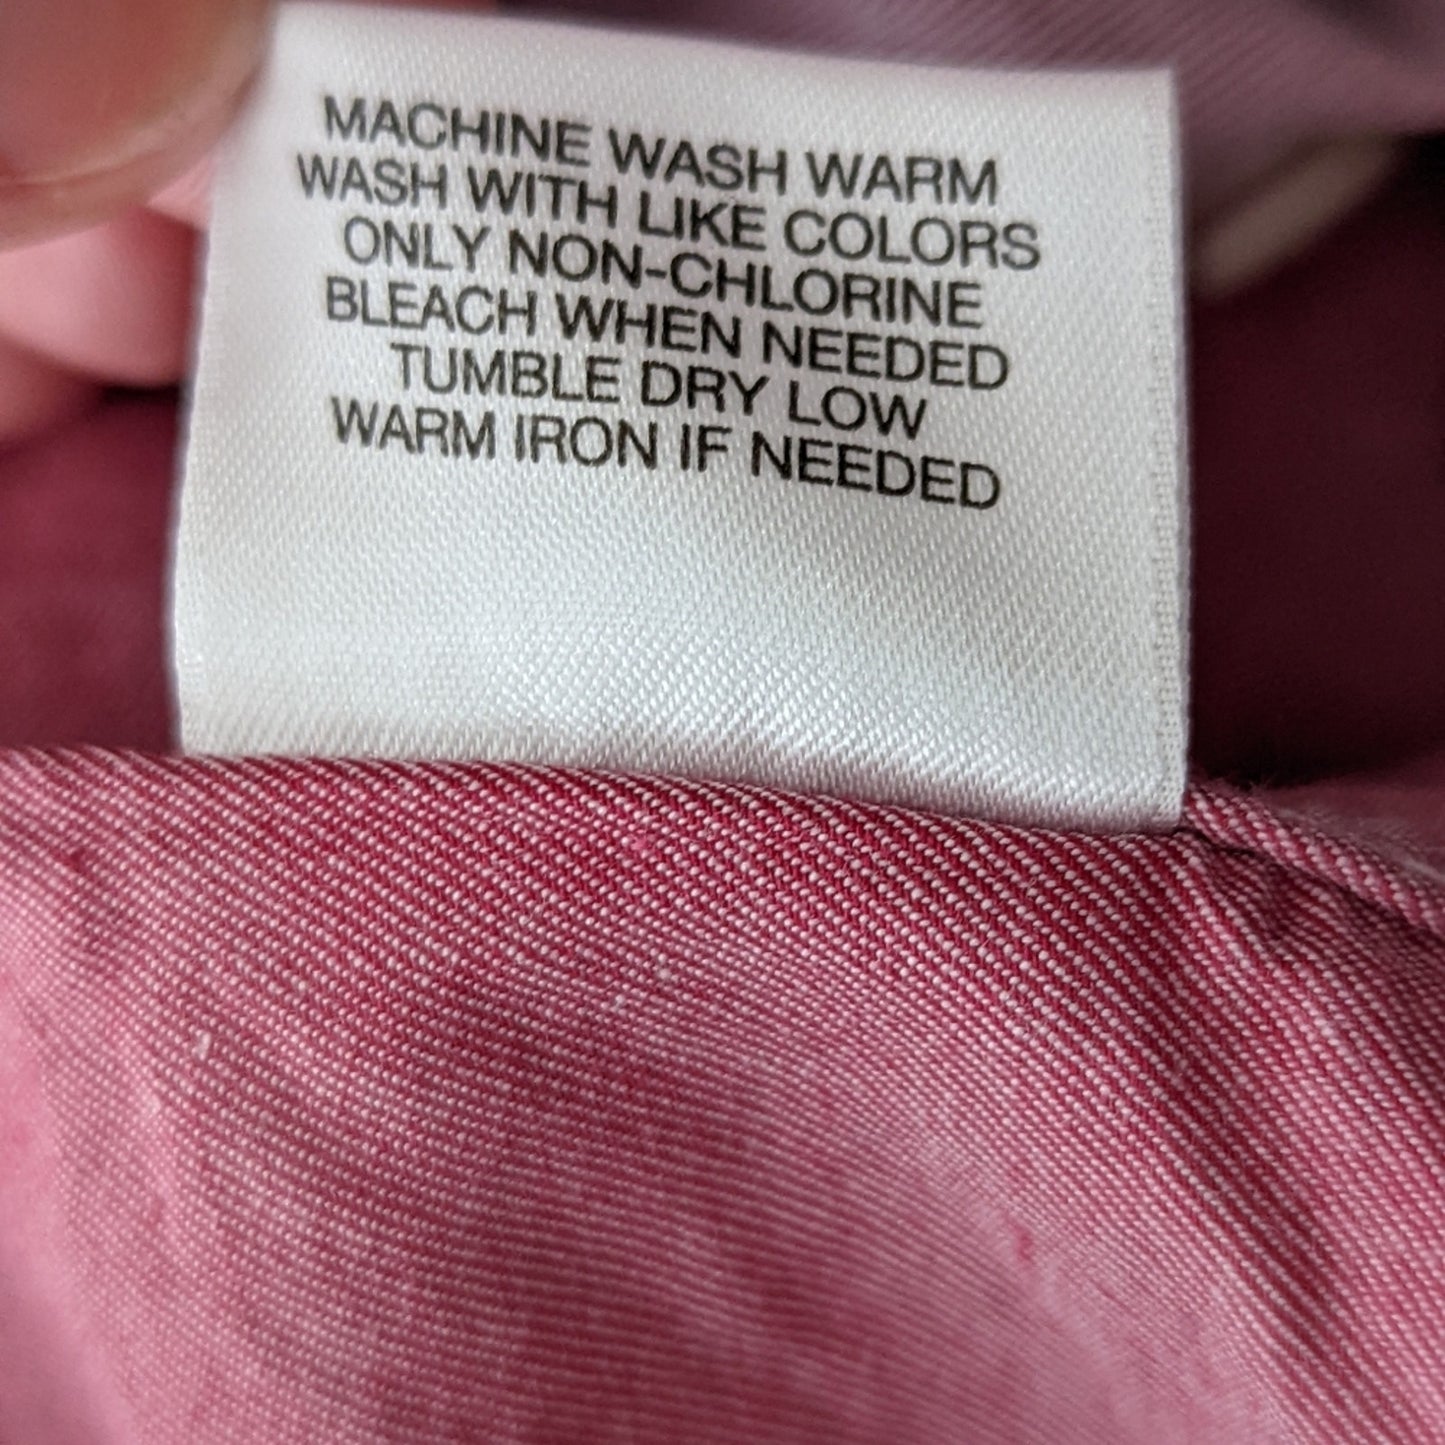 MACHINE WASH WARM
WASH WITH LIKE COLORS
ONLY NON-CHLORINE
BLEACH WHEN NEEDED
TUMBLE DRY LOW
WARM IRON IF NEEDED